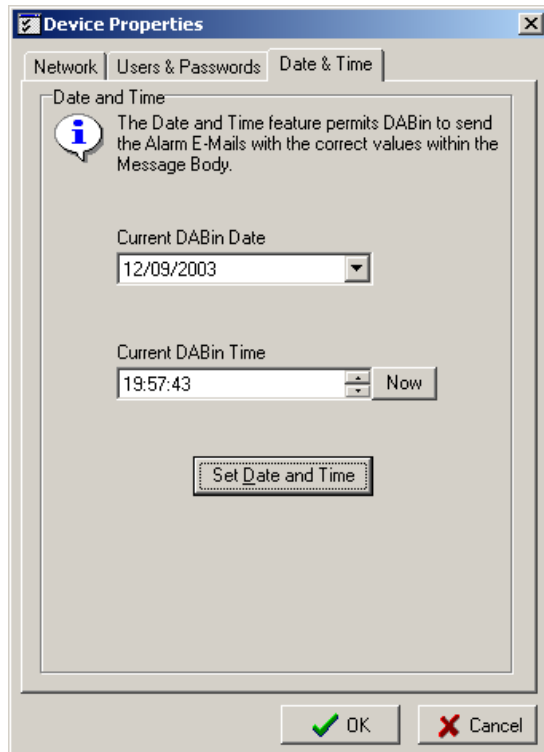 Device Properties
Network
Users & Passwords
Date & Time
Date and Time
The Date and Time feature permits DABin to send
the Alarm E-Mails with the correct values within the
Message Body.
Current DABin Date
12/09/2003
Current DABin Time
19:57:43
Now
Set Date and Time
OK
Cancel